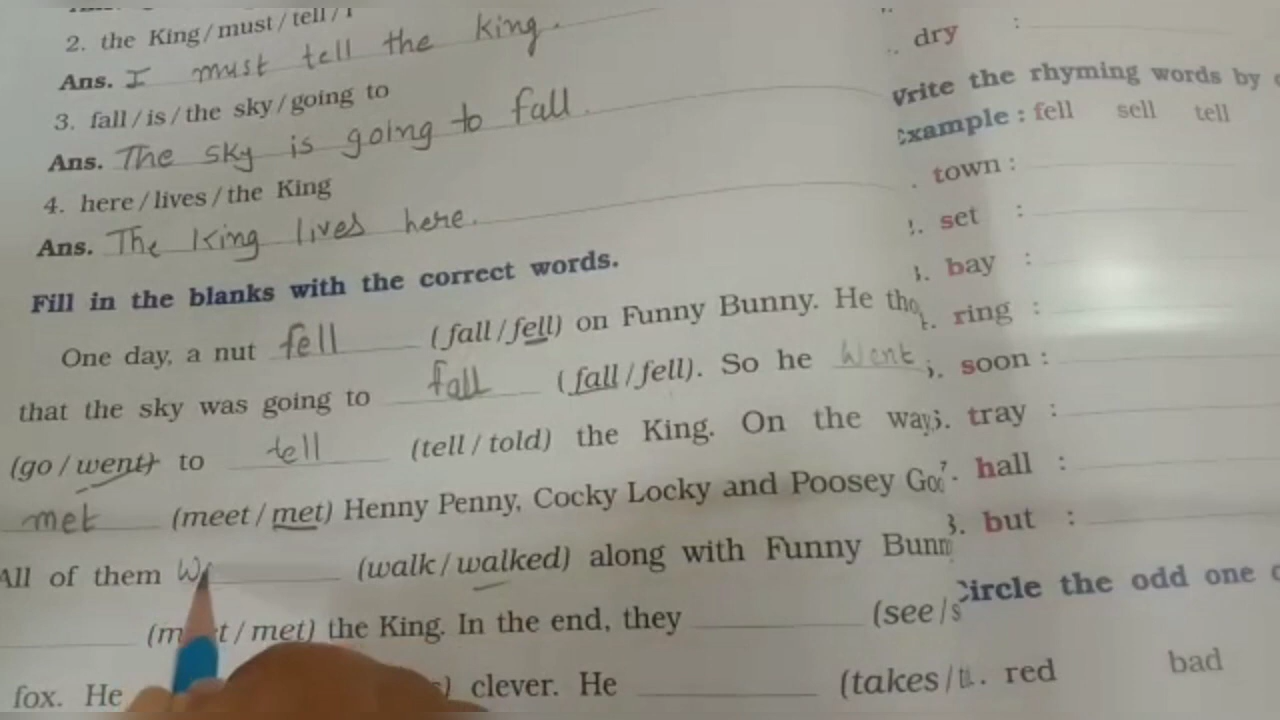 2. the King/must/tell/I
Ans. I must tell the king.
3. fall/is/the sky/going to
Ans. The sky is going to fall.
4. here/lives/the King
Ans. The King lives here.
Fill in the blanks with the correct words.
One day, a nut fell (fall/fell) on Funny Bunny. He tho
that the sky was going to fall (fall/fell). So he went
(go/went) to tell (tell/told) the King. On the way
met (meet/met) Henny Penny, Cocky Locky and Poosey Goo
All of them (walk/walked) along with Funny Bunn
/met) the King. In the end, they (see/s
fox. He clever. He (takes/
dry :
Write the rhyming words by
Example : fell sell tell
town :
set :
3. bay :
ring :
soon :
tray :
7. hall :
3. but :
Circle the odd one
red bad